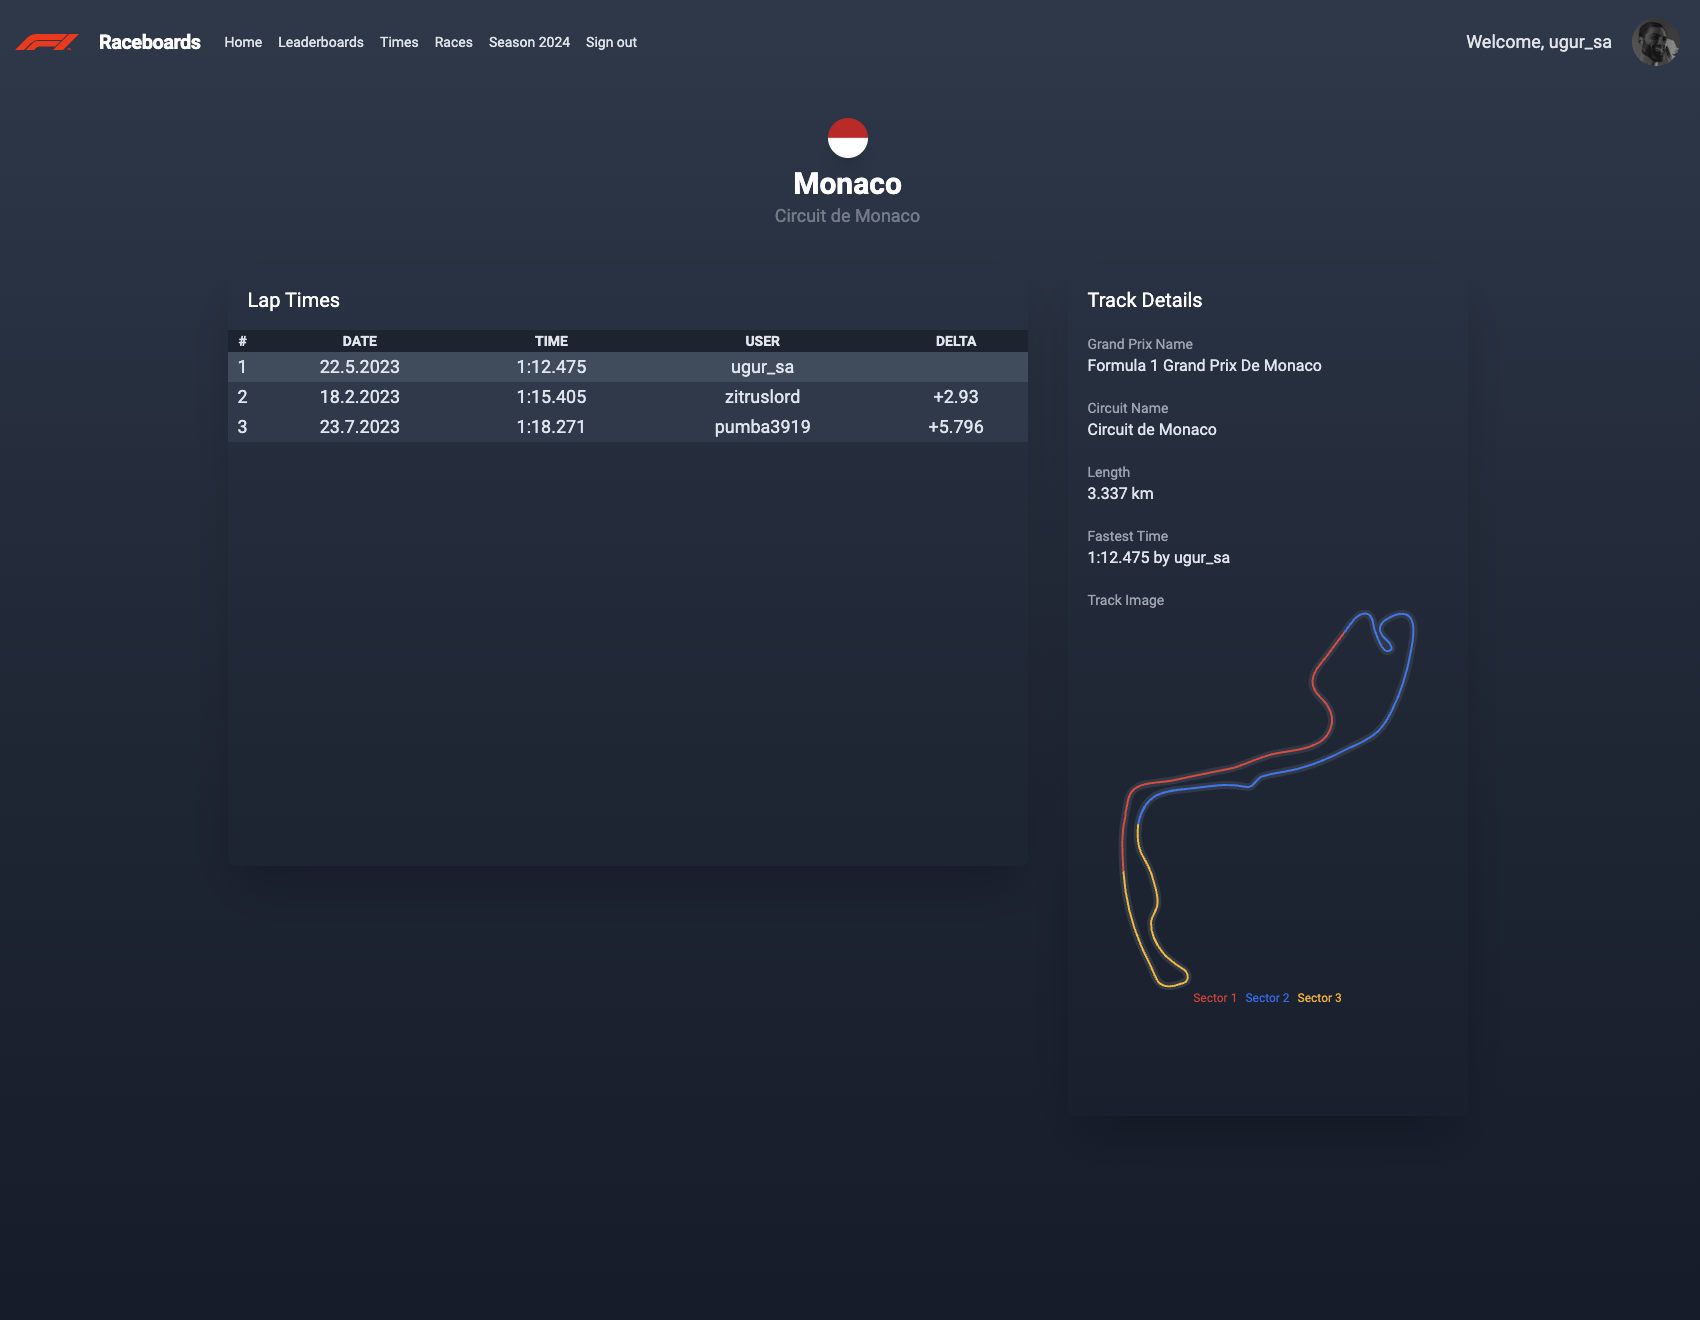 Raceboards Home Leaderboards Times Races Season 2024 Sign out Welcome, ugur_sa
Monaco
Circuit de Monaco
Lap Times
# DATE TIME USER DELTA
1 22.5.2023 1:12.475 ugur_sa
2 18.2.2023 1:15.405 zitruslord +2.93
3 23.7.2023 1:18.271 pumba3919 +5.796
Track Details
Grand Prix Name
Formula 1 Grand Prix De Monaco
Circuit Name
Circuit de Monaco
Length
3.337 km
Fastest Time
1:12.475 by ugur_sa
Track Image
Sector 1 Sector 2 Sector 3